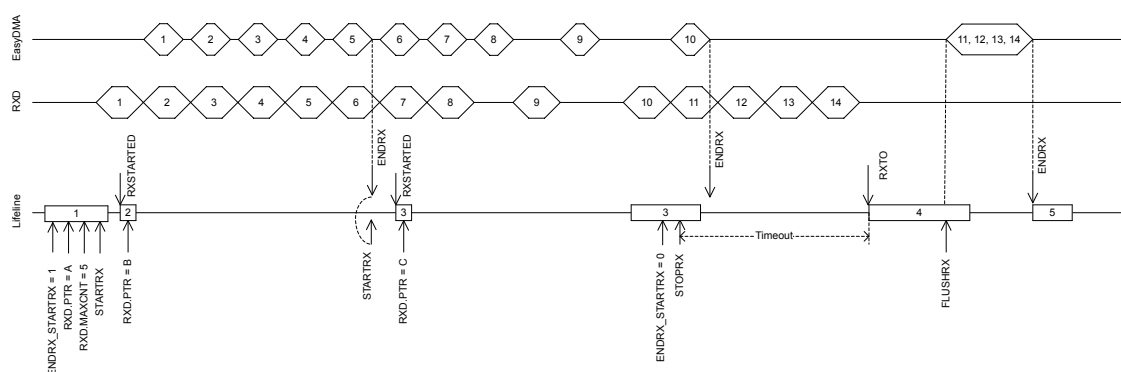 EasyDMA
1 2 3 4 5 6 7 8 9 10 11, 12, 13, 14
RXD
1 2 3 4 5 6 7 8 9 10 11 12 13 14
RXSTARTED
ENDRX
RXSTARTED
ENDRX
RXTO
ENDRX
Lifeline
1 2 3 3 4 5
Timeout
ENDRX_STARTRX = 1
RXD.PTR = A
RXD.MAXCNT = 5
STARTRX
RXD.PTR = B
STARTRX
RXD.PTR = C
ENDRX_STARTRX = 0
STOPRX
FLUSHRX